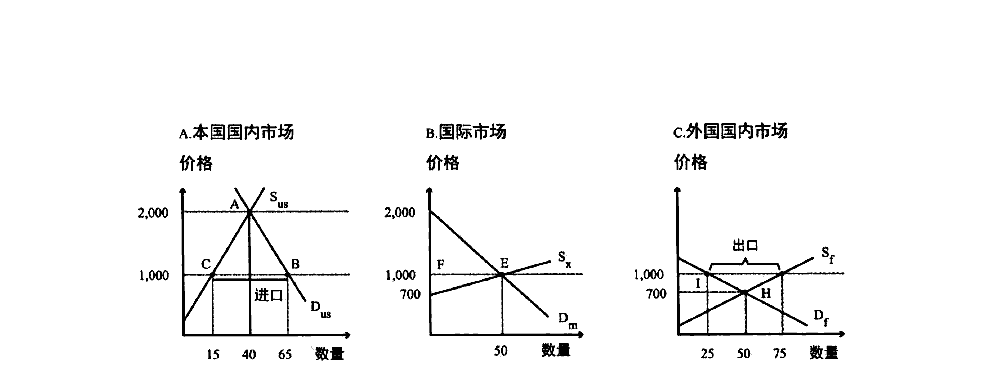 A.本国国内市场
价格
S_us
A
2,000
C
B
1,000
进口
D_us
15 40 65 数量
B.国际市场
价格
2,000
F
E
S_x
1,000
700
D_m
50 数量
C.外国国内市场
价格
出口
S_f
1,000
I
700
H
D_f
25 50 75 数量